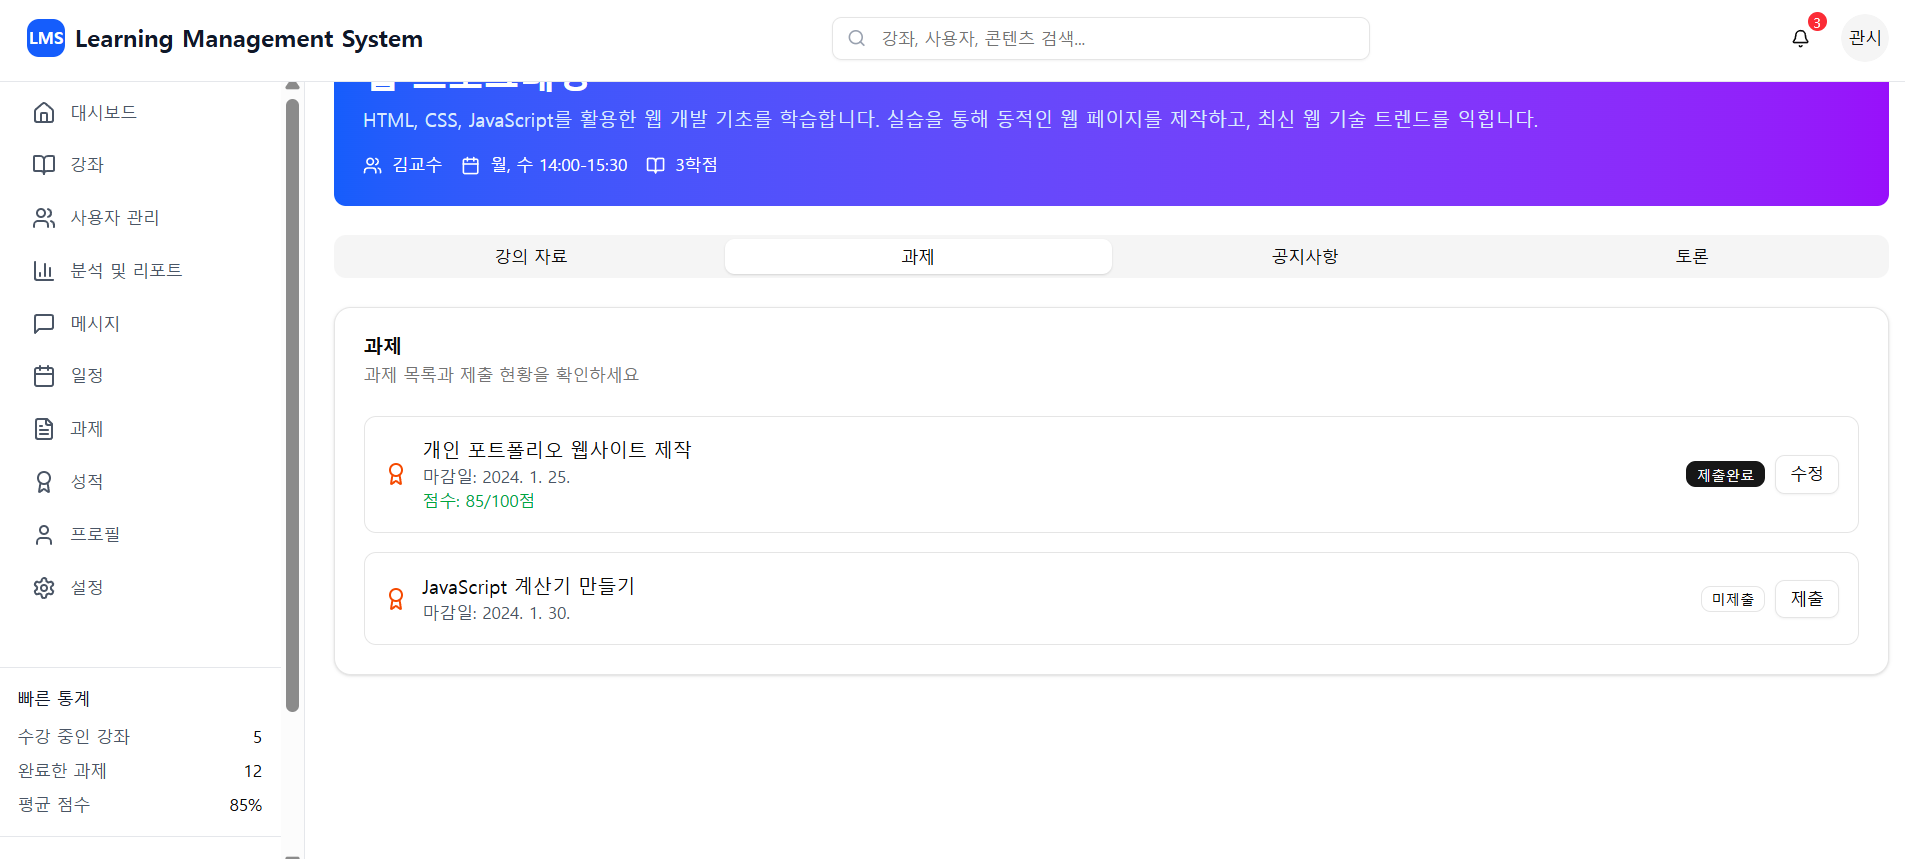 LMS Learning Management System
강좌, 사용자, 콘텐츠 검색...
3
관시
대시보드
강좌
사용자 관리
분석 및 리포트
메시지
일정
과제
성적
프로필
설정
빠른 통계
수강 중인 강좌 5
완료한 과제 12
평균 점수 85%
HTML, CSS, JavaScript를 활용한 웹 개발 기초를 학습합니다. 실습을 통해 동적인 웹 페이지를 제작하고, 최신 웹 기술 트렌드를 익힙니다.
김교수 월, 수 14:00-15:30 3학점
강의 자료 과제 공지사항 토론
과제
과제 목록과 제출 현황을 확인하세요
개인 포트폴리오 웹사이트 제작
마감일: 2024. 1. 25.
점수: 85/100점
제출완료 수정
JavaScript 계산기 만들기
마감일: 2024. 1. 30.
미제출 제출